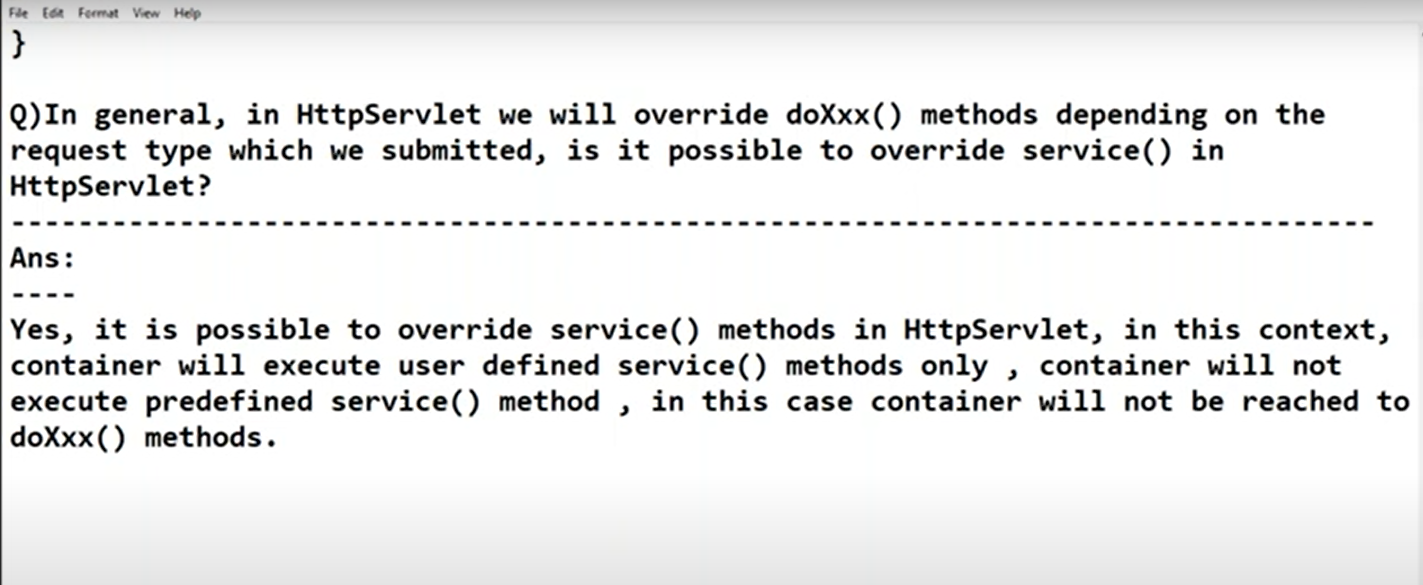 File Edit Format View Help
}
Q)In general, in HttpServlet we will override doXxx() methods depending on the
request type which we submitted, is it possible to override service() in
HttpServlet?
---------------------------------------------------------------------------------
Ans:
----
Yes, it is possible to override service() methods in HttpServlet, in this context,
container will execute user defined service() methods only , container will not
execute predefined service() method , in this case container will not be reached to
doXxx() methods.